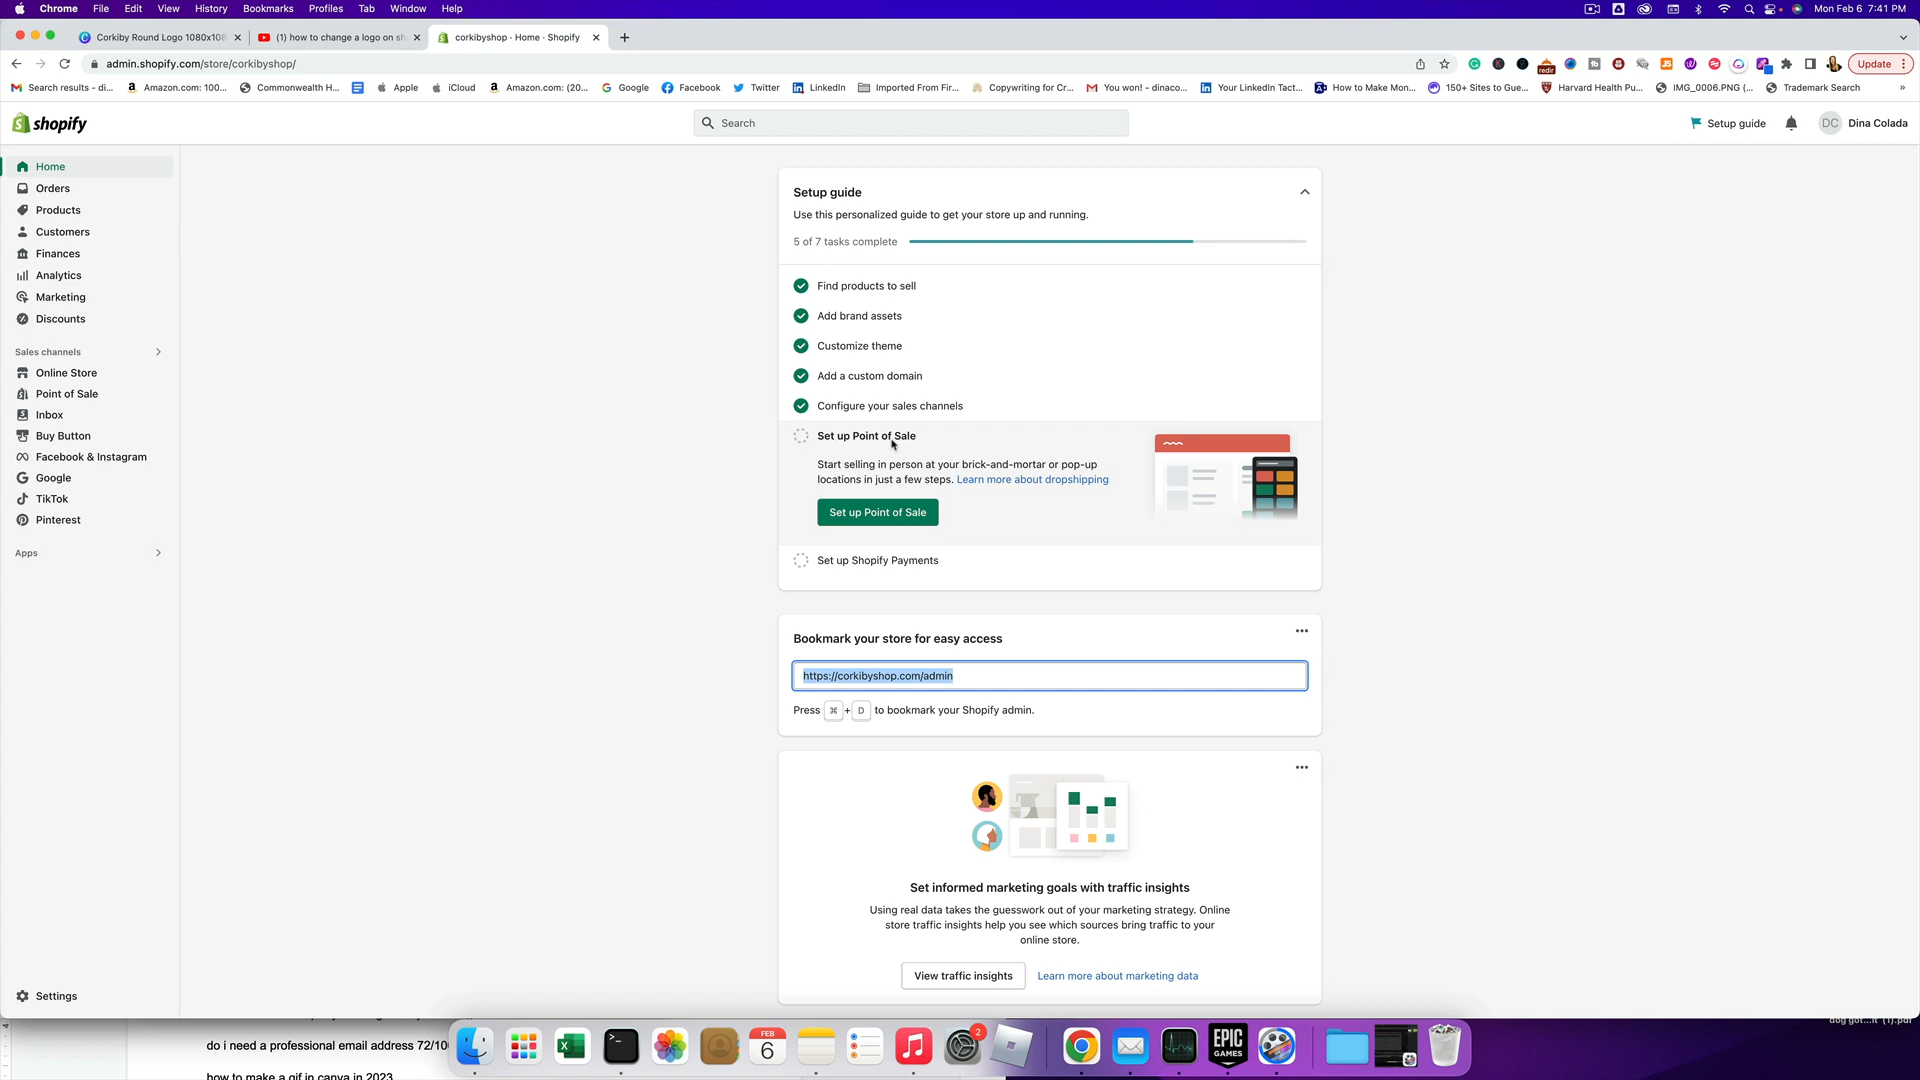 Chrome File Edit View History Bookmarks Profiles Tab Window Help
Mon Feb 6 7:41 PM
Corkiby Round Logo 1080x108
(1) how to change a logo on sh
corkibyshop · Home · Shopify
admin.shopify.com/store/corkibyshop/
Update
Search results - di...
Amazon.com: 100...
Commonwealth H...
Apple
iCloud
Amazon.com: (20...
Google
Facebook
Twitter
LinkedIn
Imported From Fir...
Copywriting for Cr...
You won! - dinaco...
Your LinkedIn Tact...
How to Make Mon...
150+ Sites to Gue...
Harvard Health Pu...
IMG_0006.PNG (...
Trademark Search
»
shopify
Search
Setup guide
DC
Dina Colada
Home
Orders
Products
Customers
Finances
Analytics
Marketing
Discounts
Sales channels
Online Store
Point of Sale
Inbox
Buy Button
Facebook & Instagram
Google
TikTok
Pinterest
Apps
Settings
Setup guide
Use this personalized guide to get your store up and running.
5 of 7 tasks complete
Find products to sell
Add brand assets
Customize theme
Add a custom domain
Configure your sales channels
Set up Point of Sale
Start selling in person at your brick-and-mortar or pop-up
locations in just a few steps. Learn more about dropshipping
Set up Point of Sale
Set up Shopify Payments
Bookmark your store for easy access
https://corkibyshop.com/admin
Press ⌘ + D to bookmark your Shopify admin.
Set informed marketing goals with traffic insights
Using real data takes the guesswork out of your marketing strategy. Online
store traffic insights help you see which sources bring traffic to your
online store.
View traffic insights
Learn more about marketing data
do i need a professional email address 72/10
how to make a gif in canva in 2023
FEB
6
2
EPIC
GAMES